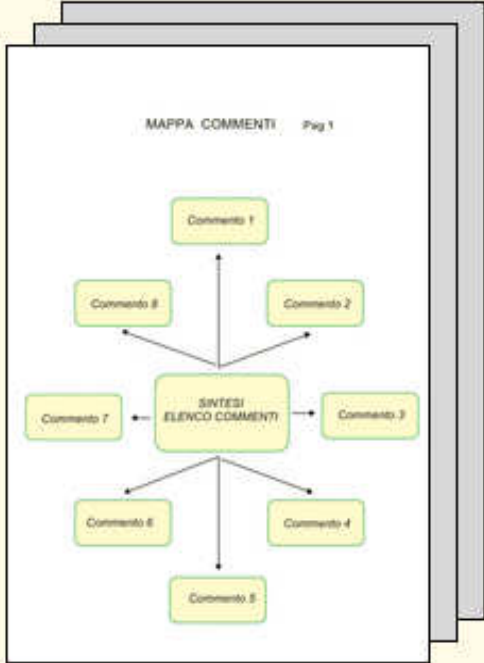 MAPPA COMMENTI Pag 1
Commento 1
Commento 8
Commento 2
SINTESI
ELENCO COMMENTI
Commento 7
Commento 3
Commento 6
Commento 4
Commento 5